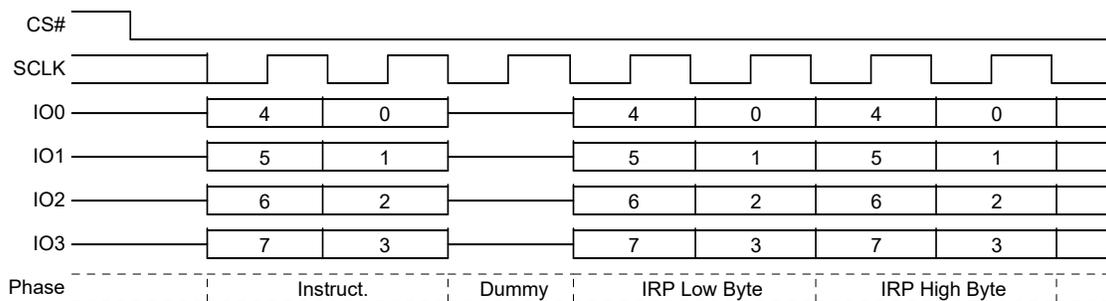 CS#
SCLK
IO0 4 0 4 0 4 0
IO1 5 1 5 1 5 1
IO2 6 2 6 2 6 2
IO3 7 3 7 3 7 3
Phase Instruct. Dummy IRP Low Byte IRP High Byte